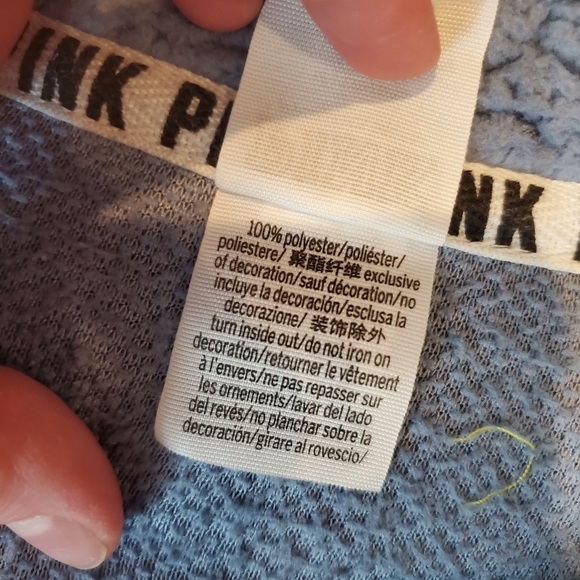 INK P
NK
100% polyester/poliéster/
poliestere/ 聚酯纤维 exclusive
of decoration/sauf décoration/no
incluye la decoración/esclusa la
decorazione/ 装饰除外
turn inside out/do not iron on
decoration/retourner le vêtement
à l'envers/ne pas repasser sur
les ornements/lavar del lado
del revés/no planchar sobre la
decoración/girare al rovescio/